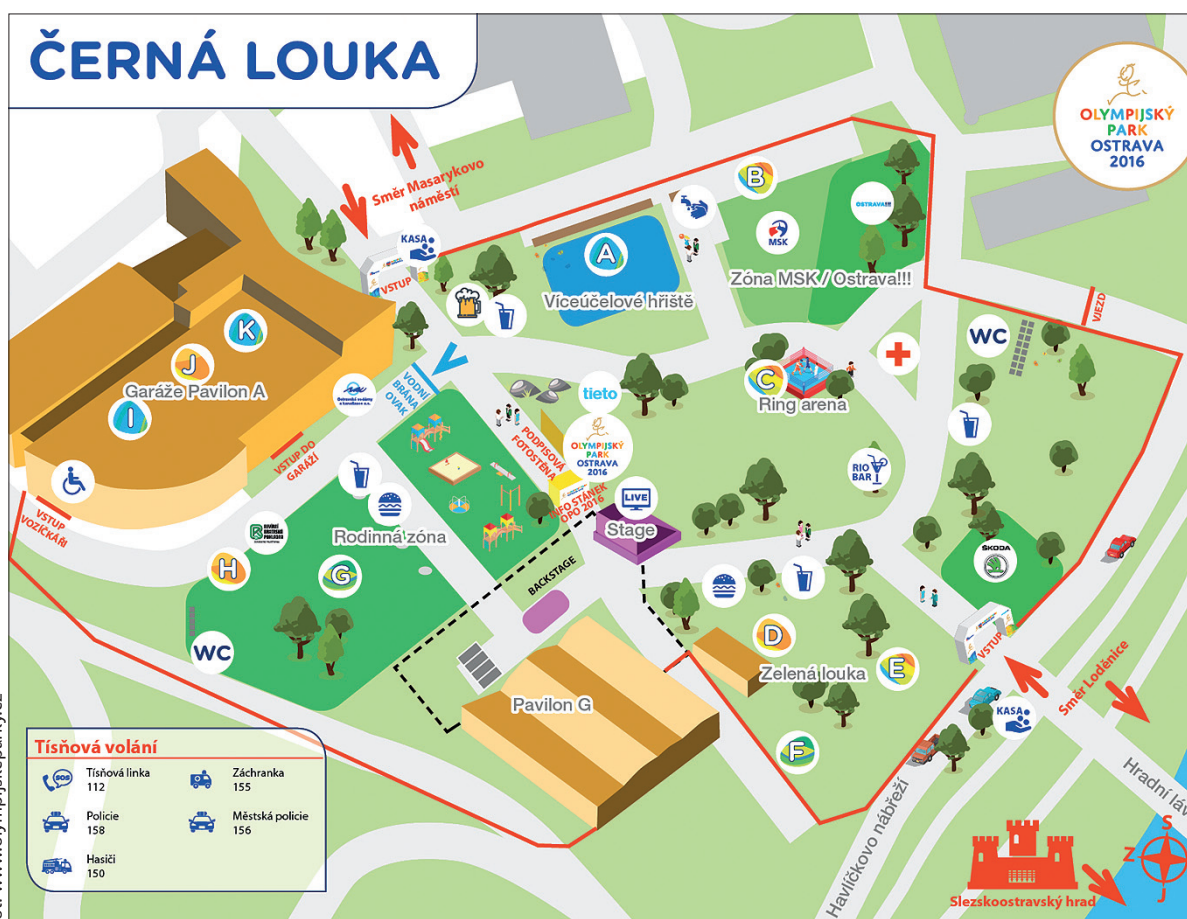 ČERNÁ LOUKA
OLYMPIJSKÝ
PARK
OSTRAVA
2016
Směr Masarykovo
náměstí
KASA
VSTUP
B
OSTRAVA!!!
MSK
A
Víceúčelové hřiště
Zóna MSK / Ostrava!!!
VJEZD
WC
K
J
Garáže Pavilon A
I
VODNÍ
BRÁNA
OVAK
C
Ring arena
tieto
OLYMPIJSKÝ
PARK
OSTRAVA
2016
PODPISOVÁ
FOTOSTĚNA
VSTUP DO
GARÁŽÍ
RIO
BAR
INFO STÁNEK
OPO 2016
LIVE
Stage
VSTUP
VOZÍČKÁŘI
Rodinná zóna
H
G
BACKSTAGE
ŠKODA
WC
D
Zelená louka
E
VSTUP
Směr Loděnice
Pavilon G
KASA
F
Havlíčkovo nábřeží
Hradní láv
Tísňová volání
SOS
Tísňová linka
112
Záchranka
155
Policie
158
Městská policie
156
Hasiči
150
Slezskoostravský hrad
S
Z
J